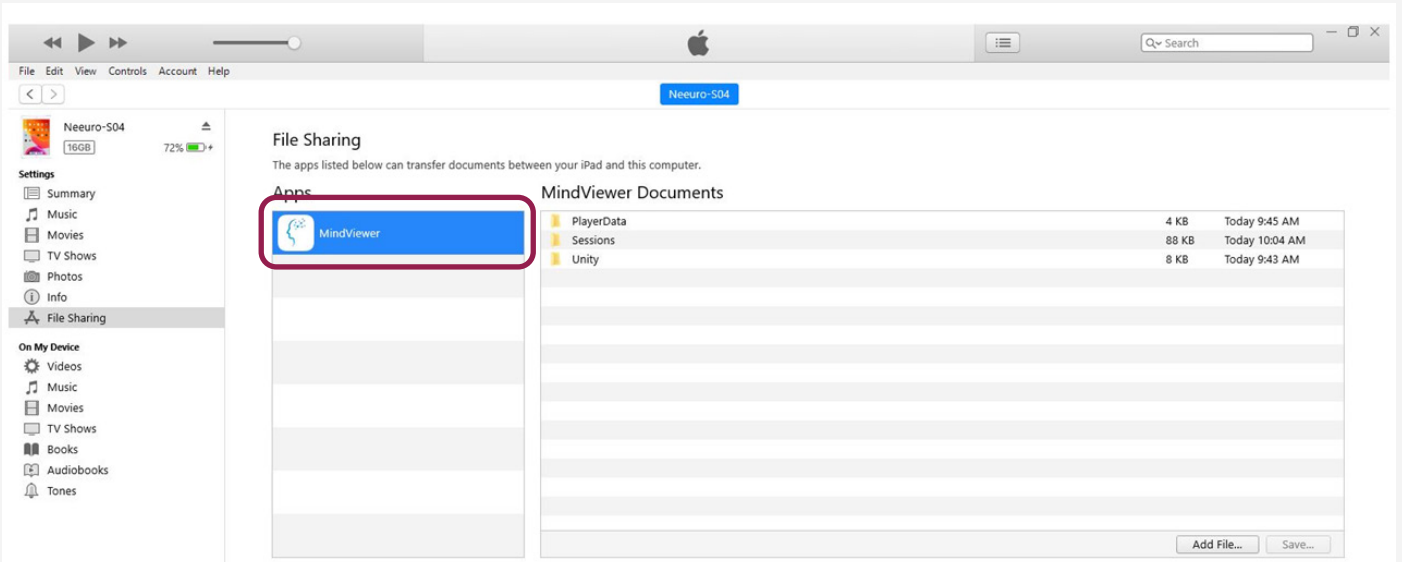 Search
File Edit View Controls Account Help
Neeuro-S04
Neeuro-S04
16GB 72%
Settings
Summary
Music
Movies
TV Shows
Photos
Info
File Sharing
On My Device
Videos
Music
Movies
TV Shows
Books
Audiobooks
Tones
File Sharing
The apps listed below can transfer documents between your iPad and this computer.
Apps
MindViewer
MindViewer Documents
PlayerData 4 KB Today 9:45 AM
Sessions 88 KB Today 10:04 AM
Unity 8 KB Today 9:43 AM
Add File... Save...